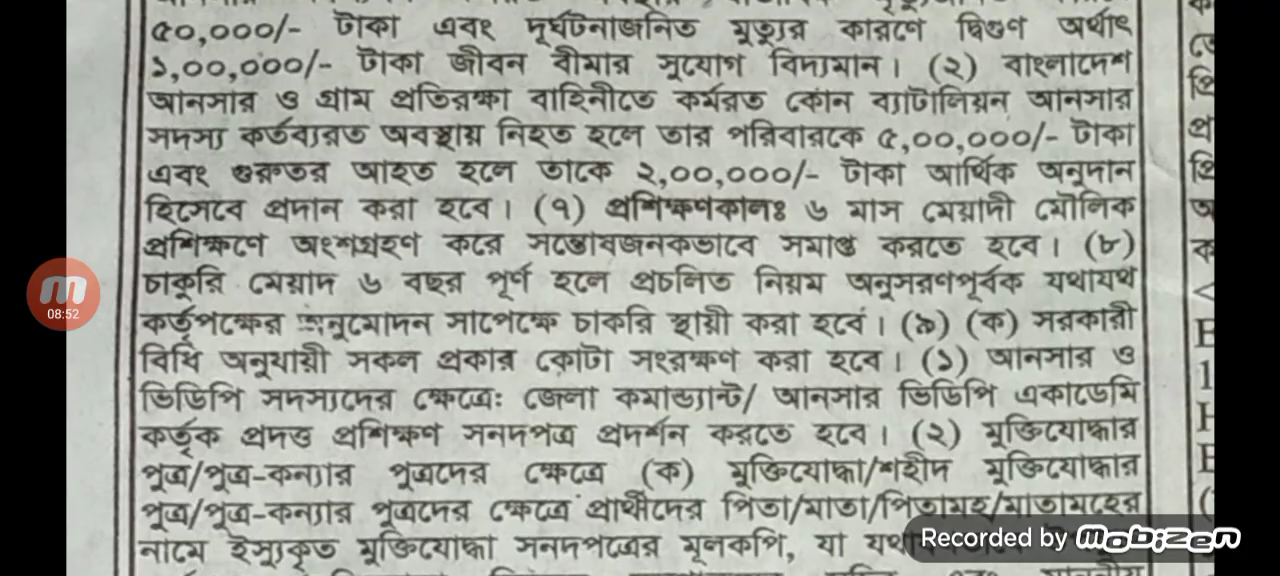 ৫০,০০০/- টাকা এবং দূর্ঘটনাজনিত মৃত্যুর কারণে দ্বিগুণ অর্থাৎ
১,০০,০০০/- টাকা জীবন বীমার সুযোগ বিদ্যমান। (২) বাংলাদেশ
আনসার ও গ্রাম প্রতিরক্ষা বাহিনীতে কর্মরত কোন ব্যাটালিয়ন আনসার
সদস্য কর্তব্যরত অবস্থায় নিহত হলে তার পরিবারকে ৫,০০,০০০/- টাকা
এবং গুরুতর আহত হলে তাকে ২,০০,০০০/- টাকা আর্থিক অনুদান
হিসেবে প্রদান করা হবে। (৭) প্রশিক্ষণকালঃ ৬ মাস মেয়াদী মৌলিক
প্রশিক্ষণে অংশগ্রহণ করে সন্তোষজনকভাবে সমাপ্ত করতে হবে। (৮)
চাকুরি মেয়াদ ৬ বছর পূর্ণ হলে প্রচলিত নিয়ম অনুসরণপূর্বক যথাযথ
কর্তৃপক্ষের অনুমোদন সাপেক্ষে চাকরি স্থায়ী করা হবে। (৯) (ক) সরকারী
বিধি অনুযায়ী সকল প্রকার কোটা সংরক্ষণ করা হবে। (১) আনসার ও
ভিডিপি সদস্যদের ক্ষেত্রে: জেলা কমান্ড্যান্ট/ আনসার ভিডিপি একাডেমি
কর্তৃক প্রদত্ত প্রশিক্ষণ সনদপত্র প্রদর্শন করতে হবে। (২) মুক্তিযোদ্ধার
পুত্র/পুত্র-কন্যার পুত্রদের ক্ষেত্রে (ক) মুক্তিযোদ্ধা/শহীদ মুক্তিযোদ্ধার
পুত্র/পুত্র-কন্যার পুত্রদের ক্ষেত্রে প্রার্থীদের পিতা/মাতা/পিতামহ/মাতামহের
নামে ইস্যুকৃত মুক্তিযোদ্ধা সনদপত্রের মূলকপি, যা
08:52
Recorded by mobizen